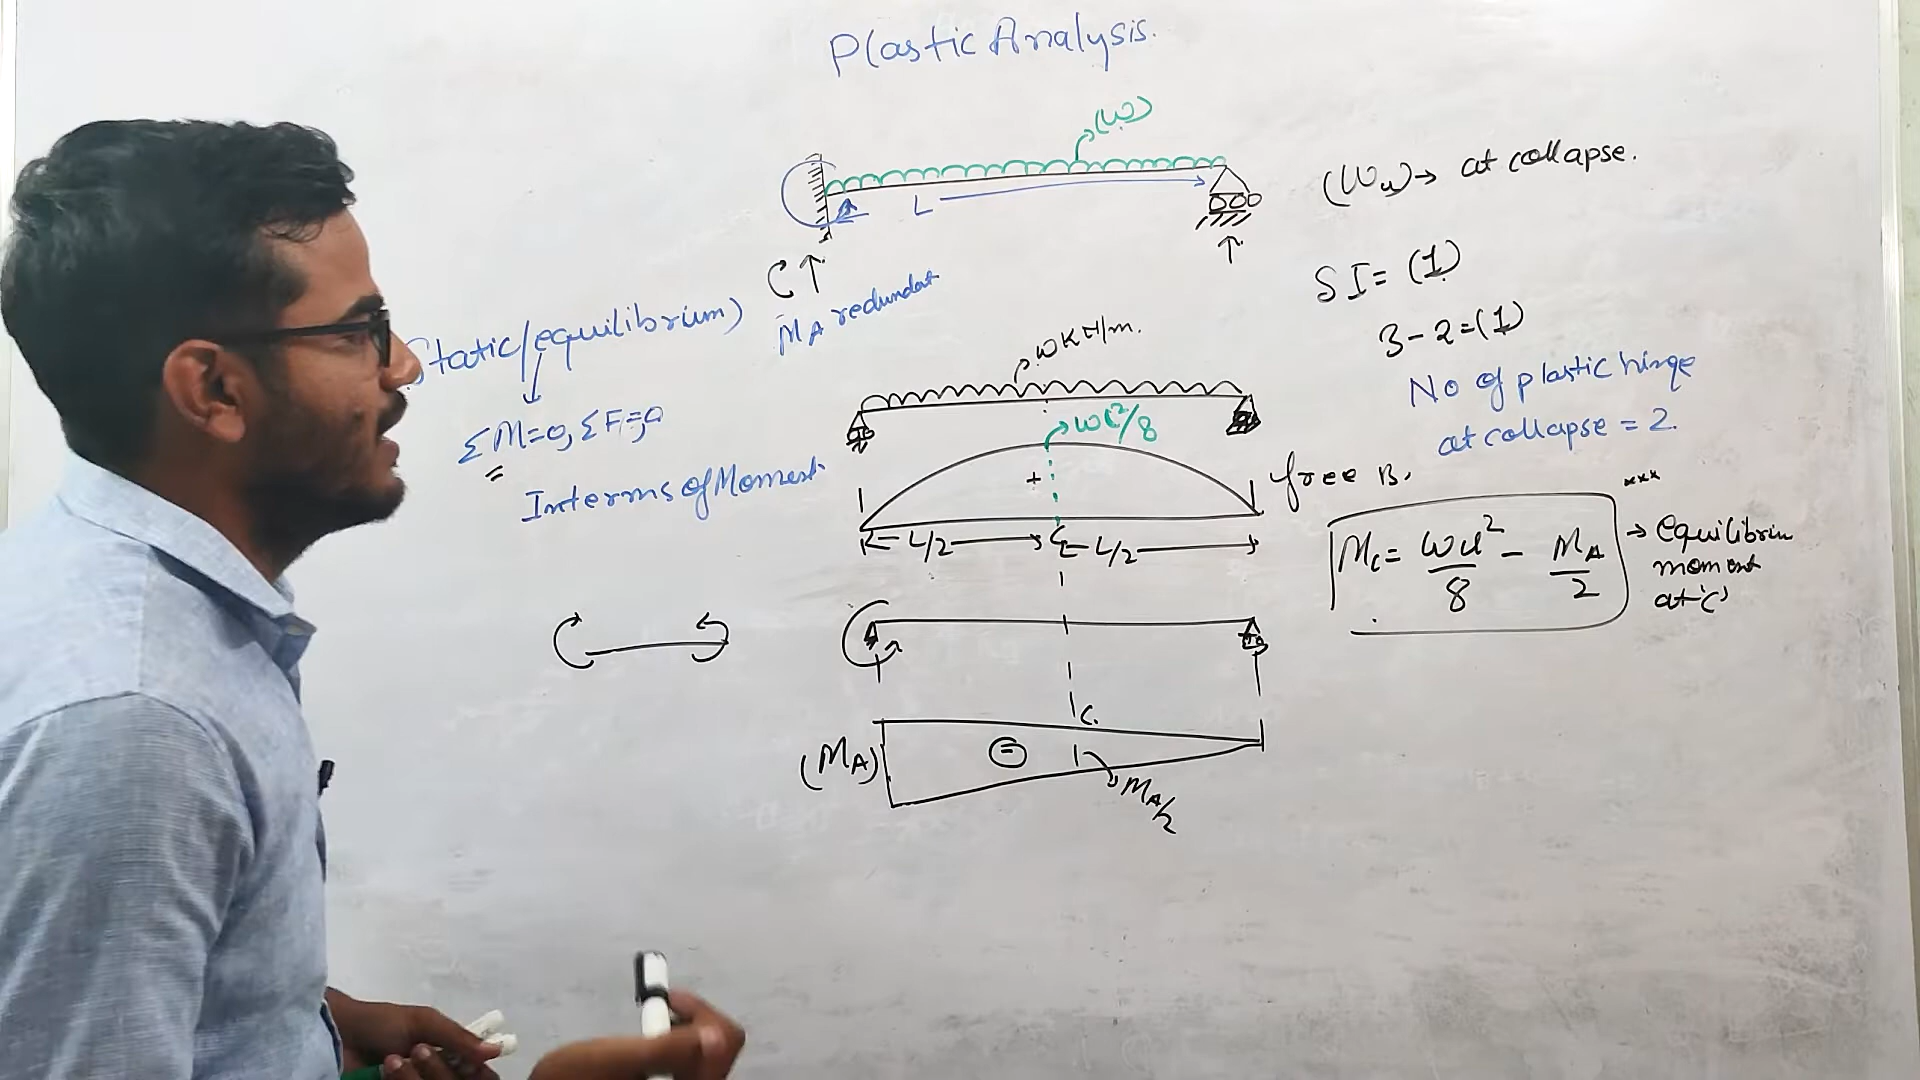 Plastic Analysis.
(W)
L
MA redundat
(Wu) → at collapse.
SI = (1)
3 - 2 = (1)
No of plastic hinge
at collapse = 2.
Static/equilibrium)
ΣM=0, ΣF=0
Interms of Moment
w KN/m.
wl²/8
+
free B.
L/2
C
L/2
Mc = wl²/8 - MA/2
***
→ Equilibrium
moment
at 'c'
C.
(MA)
MA/2